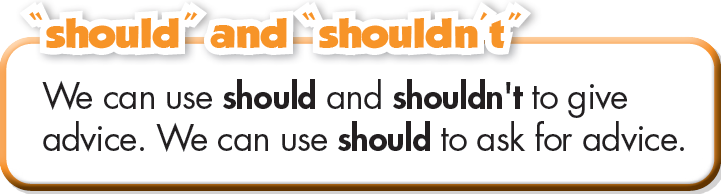 “should” and “shouldn't”
We can use should and shouldn't to give
advice. We can use should to ask for advice.